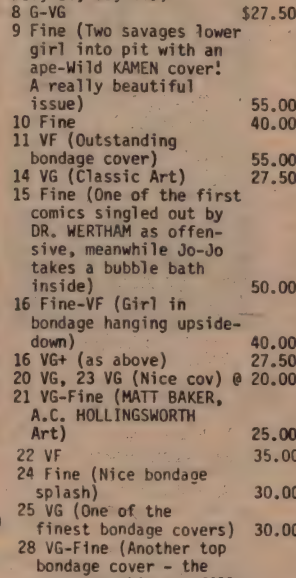 8 G-VG $27.50
9 Fine (Two savages lower
girl into pit with an
ape-Wild KAMEN cover!
A really beautiful
issue) 55.00
10 Fine 40.00
11 VF (Outstanding
bondage cover) 55.00
14 VG (Classic Art) 27.50
15 Fine (One of the first
comics singled out by
DR. WERTHAM as offen-
sive, meanwhile Jo-Jo
takes a bubble bath
inside) 50.00
16 Fine-VF (Girl in
bondage hanging upside-
down) 40.00
16 VG+ (as above) 27.50
20 VG, 23 VG (Nice cov) @ 20.00
21 VG-Fine (MATT BAKER,
A.C. HOLLINGSWORTH
Art) 25.00
22 VF 35.00
24 Fine (Nice bondage
splash) 30.00
25 VG (One of the
finest bondage covers) 30.00
28 VG-Fine (Another top
bondage cover - the